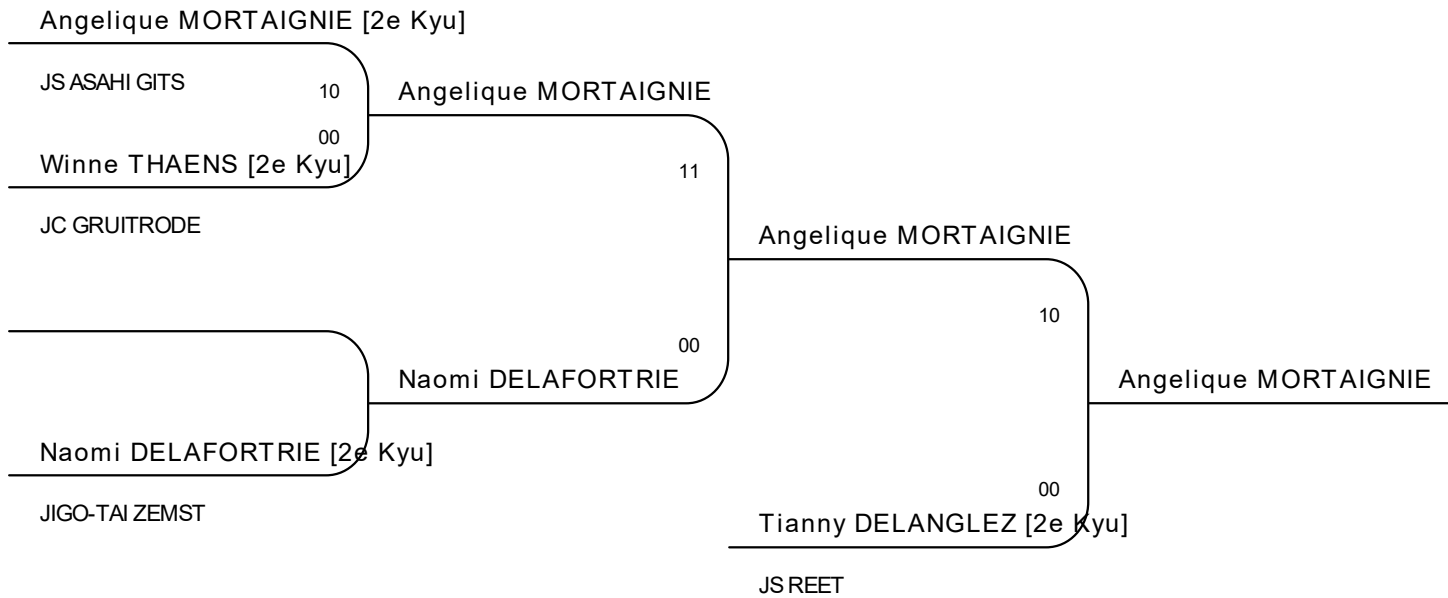 Angelique MORTAIGNIE [2e Kyu]
JS ASAHI GITS
10
Angelique MORTAIGNIE
00
Winne THAENS [2e Kyu]
11
JC GRUITRODE
Angelique MORTAIGNIE
10
00
Naomi DELAFORTRIE
Angelique MORTAIGNIE
Naomi DELAFORTRIE [2e Kyu]
00
JIGO-TAI ZEMST
Tianny DELANGLEZ [2e Kyu]
JS REET